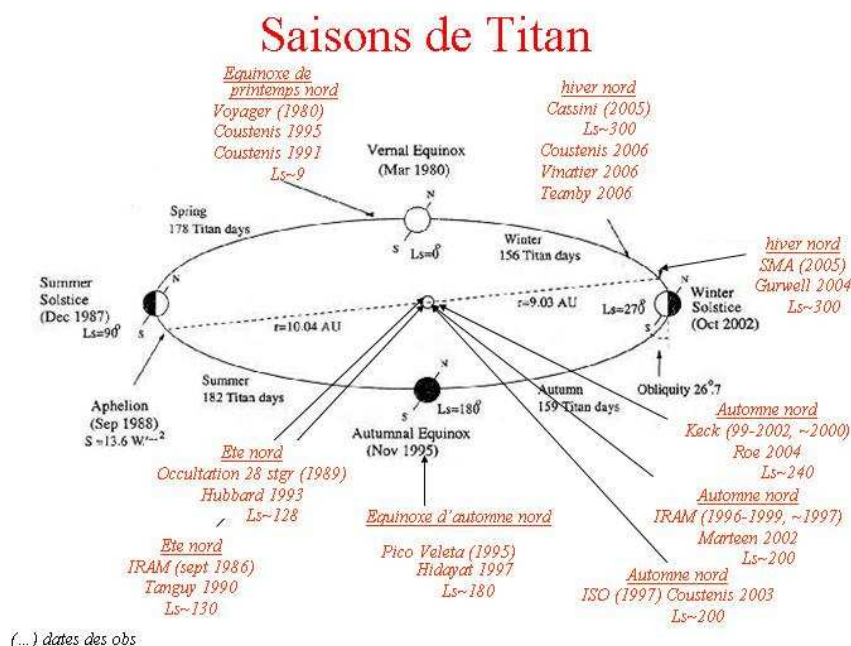 Saisons de Titan
Equinoxe de
printemps nord
Voyager (1980)
Coustenis 1995
Coustenis 1991
Ls~9
hiver nord
Cassini (2005)
Ls~300
Coustenis 2006
Vinatier 2006
Teanby 2006
Vernal Equinox
(Mar 1980)
N
S
Ls=0°
Spring
178 Titan days
Winter
156 Titan days
hiver nord
SMA (2005)
Gurwell 2004
Ls~300
Summer
Solstice
(Dec 1987)
N
S
Ls=90°
r=10.04 AU
r=9.03 AU
Ls=270°
N
S
Winter
Solstice
(Oct 2002)
Aphelion
(Sep 1988)
Summer
182 Titan days
N
S
Ls=180°
Autumnal Equinox
(Nov 1995)
Autumn
159 Titan days
Obliquity 26°.7
Ete nord
Occultation 28 stgr (1989)
Hubbard 1993
Ls~128
Ete nord
IRAM (sept 1986)
Tanguy 1990
Ls~130
Equinoxe d'automne nord
Pico Veleta (1995)
Hidayat 1997
Ls~180
Automne nord
Keck (99-2002, ~2000)
Roe 2004
Ls~240
Automne nord
IRAM (1996-1999, ~1997)
Marteen 2002
Ls~200
Automne nord
ISO (1997) Coustenis 2003
Ls~200
(...) dates des obs